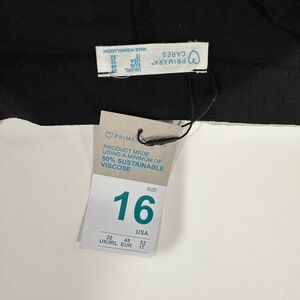 PRIMARK
CARES
MADE IN BANGLADESH
PRIMARK
PRODUCT MADE
USING A MINIMUM OF
50% SUSTAINABLE
VISCOSE
SIZE
16
USA
20 48 52
UK/IRL EUR IT